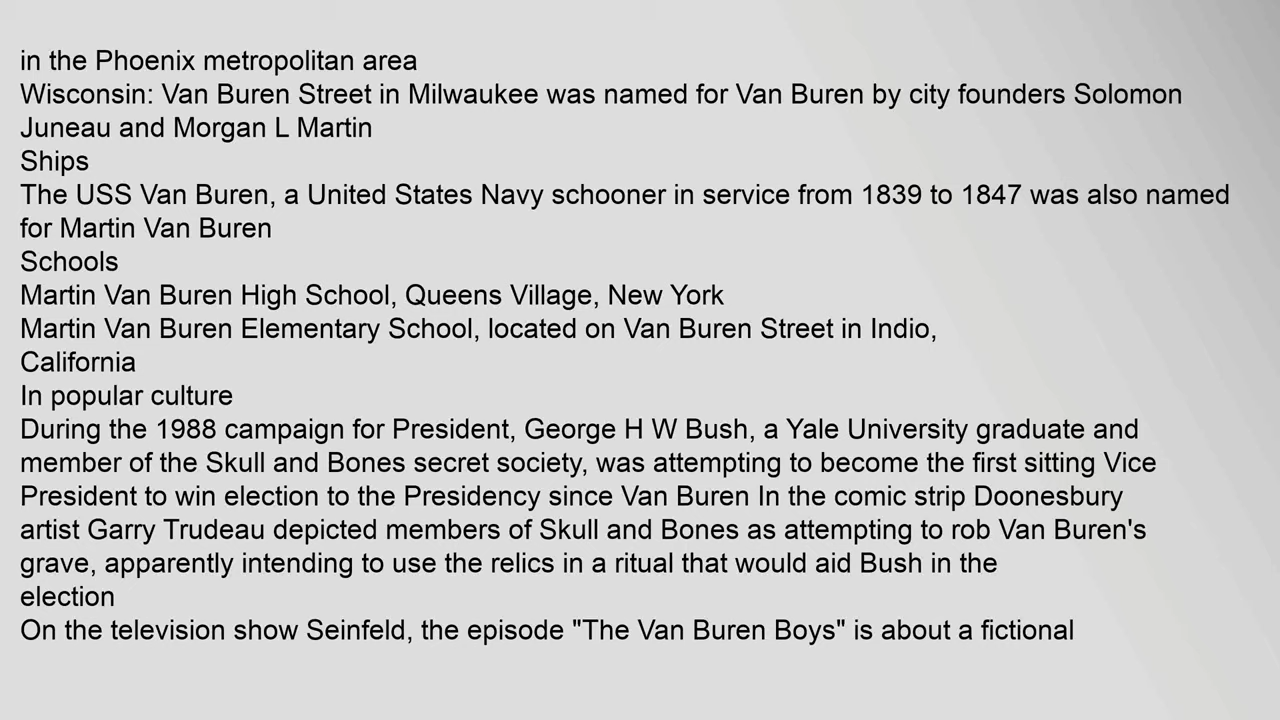 in the Phoenix metropolitan area
Wisconsin: Van Buren Street in Milwaukee was named for Van Buren by city founders Solomon
Juneau and Morgan L Martin
Ships
The USS Van Buren, a United States Navy schooner in service from 1839 to 1847 was also named
for Martin Van Buren
Schools
Martin Van Buren High School, Queens Village, New York
Martin Van Buren Elementary School, located on Van Buren Street in Indio,
California
In popular culture
During the 1988 campaign for President, George H W Bush, a Yale University graduate and
member of the Skull and Bones secret society, was attempting to become the first sitting Vice
President to win election to the Presidency since Van Buren In the comic strip Doonesbury
artist Garry Trudeau depicted members of Skull and Bones as attempting to rob Van Buren's
grave, apparently intending to use the relics in a ritual that would aid Bush in the
election
On the television show Seinfeld, the episode "The Van Buren Boys" is about a fictional